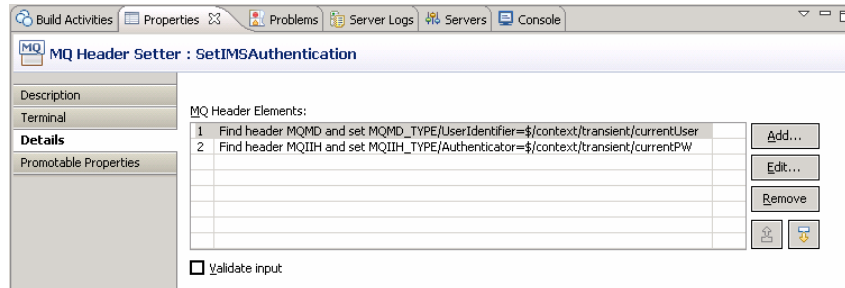 Build Activities Properties Problems Server Logs Servers Console
MQ MQ Header Setter : SetIMSAuthentication
Description
Terminal
Details
Promotable Properties
MQ Header Elements:
1 Find header MQMD and set MQMD_TYPE/UserIdentifier=$/context/transient/currentUser
2 Find header MQIIH and set MQIIH_TYPE/Authenticator=$/context/transient/currentPW
Add...
Edit...
Remove
Validate input